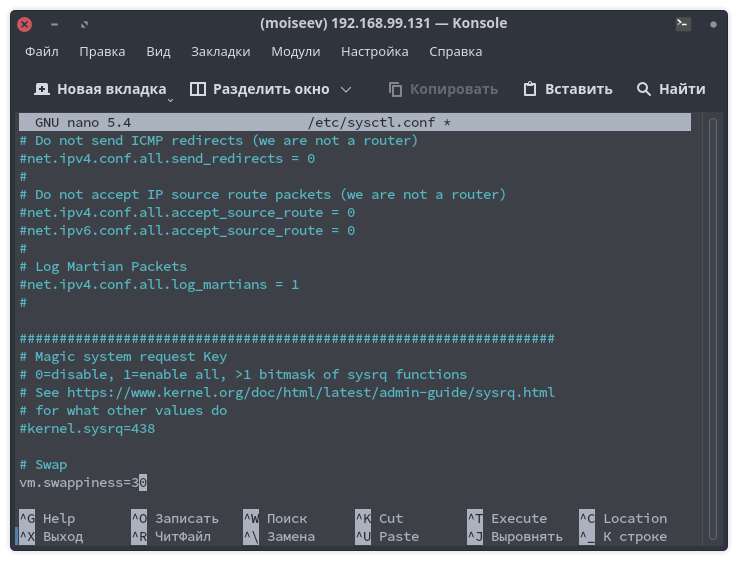 (moiseev) 192.168.99.131 — Konsole
Файл Правка Вид Закладки Модули Настройка Справка
Новая вкладка Разделить окно Копировать Вставить Найти
GNU nano 5.4 /etc/sysctl.conf *
# Do not send ICMP redirects (we are not a router)
#net.ipv4.conf.all.send_redirects = 0
#
# Do not accept IP source route packets (we are not a router)
#net.ipv4.conf.all.accept_source_route = 0
#net.ipv6.conf.all.accept_source_route = 0
#
# Log Martian Packets
#net.ipv4.conf.all.log_martians = 1
#
###################################################################
# Magic system request Key
# 0=disable, 1=enable all, >1 bitmask of sysrq functions
# See https://www.kernel.org/doc/html/latest/admin-guide/sysrq.html
# for what other values do
#kernel.sysrq=438
# Swap
vm.swappiness=30
^G Help ^O Записать ^W Поиск ^K Cut ^T Execute ^C Location
^X Выход ^R ЧитФайл ^\ Замена ^U Paste ^J Выровнять ^_ К строке